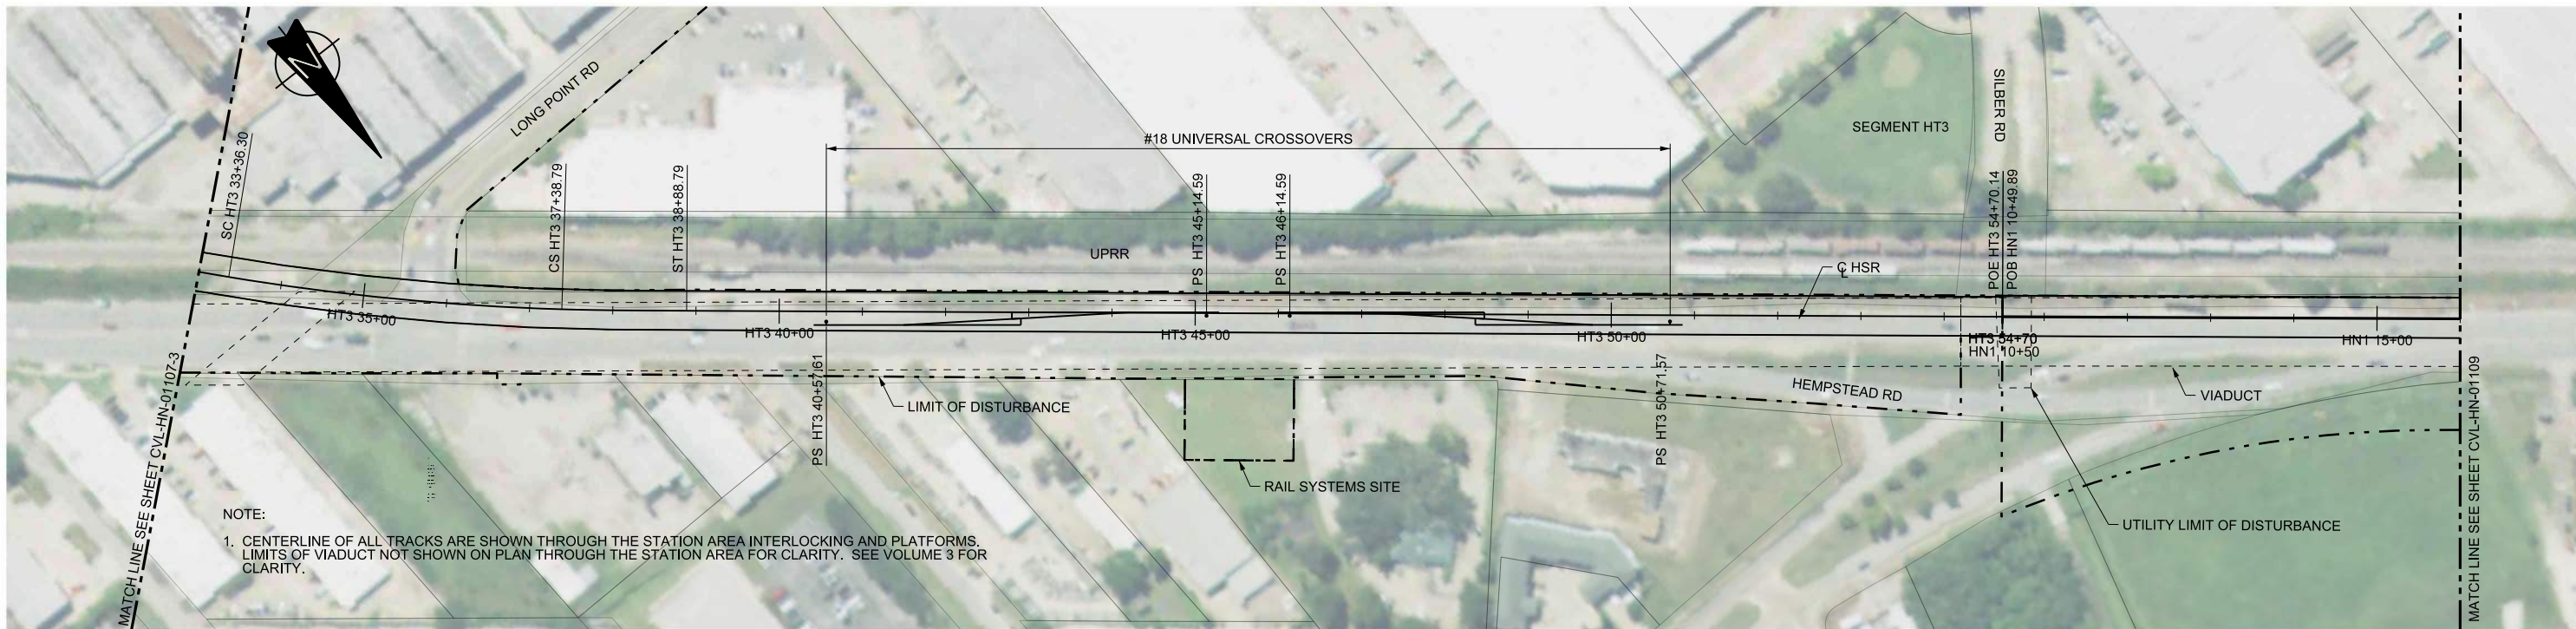 N
LONG POINT RD
SC HT3 33+36.30
CS HT3 37+38.79
ST HT3 38+88.79
#18 UNIVERSAL CROSSOVERS
PS HT3 45+14.59
PS HT3 46+14.59
SEGMENT HT3
SILBER RD
POE HT3 54+70.14
POB HN1 10+49.89
UPRR
CL HSR
HT3 35+00
HT3 40+00
HT3 45+00
HT3 50+00
HT3 54+70
HN1 10+50
HN1 15+00
PS HT3 40+57.61
LIMIT OF DISTURBANCE
PS HT3 50+71.57
HEMPSTEAD RD
VIADUCT
RAIL SYSTEMS SITE
UTILITY LIMIT OF DISTURBANCE
MATCH LINE SEE SHEET CVL-HN-01107-3
MATCH LINE SEE SHEET CVL-HN-01109
NOTE:
1. CENTERLINE OF ALL TRACKS ARE SHOWN THROUGH THE STATION AREA INTERLOCKING AND PLATFORMS.
LIMITS OF VIADUCT NOT SHOWN ON PLAN THROUGH THE STATION AREA FOR CLARITY. SEE VOLUME 3 FOR
CLARITY.